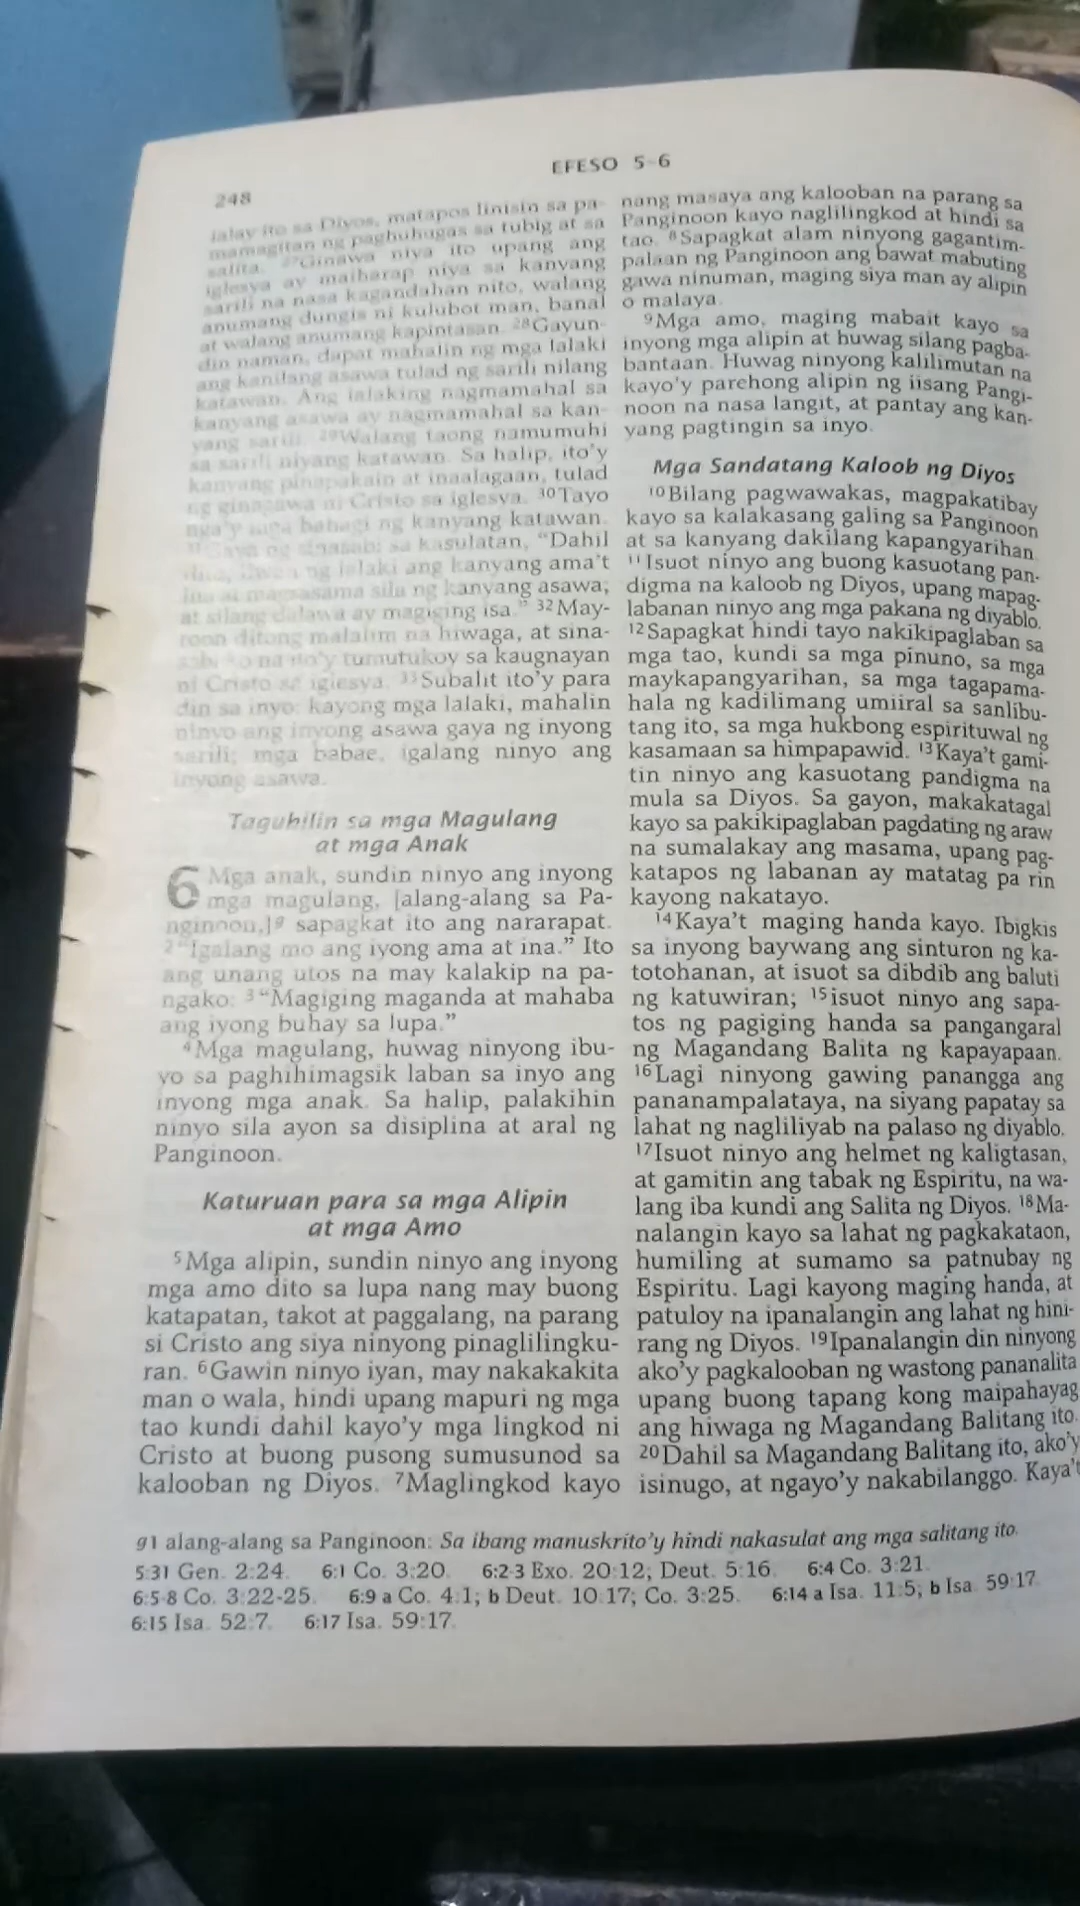 248
EFESO 5-6
ialay ito sa Diyos, matapos linisin sa pa-
mamagitan ng paghuhugas sa tubig at sa
salita. 27Ginawa niya ito upang ang
iglesya ay maiharap niya sa kanyang
sarili na nasa kagandahan nito, walang
anumang dungis ni kulubot man, banal
at walang anumang kapintasan. 28Gayun-
din naman, dapat mahalin ng mga lalaki
ang kanilang asawa tulad ng sarili nilang
katawan. Ang lalaking nagmamahal sa
kanyang asawa ay nagmamahal sa kan-
yang sarili. 29Walang taong namumuhi
sa sarili niyang katawan. Sa halip, ito'y
kanyang pinapakain at inaalagaan, tulad
ng ginagawa ni Cristo sa iglesya. 30Tayo
nga'y mga bahagi ng kanyang katawan.
31Gaya ng sinasabi sa kasulatan, "Dahil
dito, iiwan ng lalaki ang kanyang ama't
ina at magsasama sila ng kanyang asawa;
at silang dalawa ay magiging isa." 32May-
roon ditong malalim na hiwaga, at sina-
sabi ko na ito'y tumutukoy sa kaugnayan
ni Cristo sa iglesya. 33Subalit ito'y para
din sa inyo: kayong mga lalaki, mahalin
ninyo ang inyong asawa gaya ng inyong
sarili; mga babae, igalang ninyo ang
inyong asawa.
Tagubilin sa mga Magulang
at mga Anak
6 Mga anak, sundin ninyo ang inyong
mga magulang, [alang-alang sa Pa-
nginoon,]g sapagkat ito ang nararapat.
2"Igalang mo ang iyong ama at ina." Ito
ang unang utos na may kalakip na pa-
ngako: 3"Magiging maganda at mahaba
ang iyong buhay sa lupa."
4Mga magulang, huwag ninyong ibu-
yo sa paghihimagsik laban sa inyo ang
inyong mga anak. Sa halip, palakihin
ninyo sila ayon sa disiplina at aral ng
Panginoon.
Katuruan para sa mga Alipin
at mga Amo
5Mga alipin, sundin ninyo ang inyong
mga amo dito sa lupa nang may buong
katapatan, takot at paggalang, na parang
si Cristo ang siya ninyong pinaglilingku-
ran. 6Gawin ninyo iyan, may nakakakita
man o wala, hindi upang mapuri ng mga
tao kundi dahil kayo'y mga lingkod ni
Cristo at buong pusong sumusunod sa
kalooban ng Diyos. 7Maglingkod kayo
nang masaya ang kalooban na parang sa
Panginoon kayo naglilingkod at hindi sa
tao. 8Sapagkat alam ninyong gagantim-
palaan ng Panginoon ang bawat mabuting
gawa ninuman, maging siya man ay alipin
o malaya.
9Mga amo, maging mabait kayo sa
inyong mga alipin at huwag silang pagba-
bantaan. Huwag ninyong kalilimutan na
kayo'y parehong alipin ng iisang Pangi-
noon na nasa langit, at pantay ang kan-
yang pagtingin sa inyo.
Mga Sandatang Kaloob ng Diyos
10Bilang pagwawakas, magpakatibay
kayo sa kalakasang galing sa Panginoon
at sa kanyang dakilang kapangyarihan.
11Isuot ninyo ang buong kasuotang pan-
digma na kaloob ng Diyos, upang mapag-
labanan ninyo ang mga pakana ng diyablo.
12Sapagkat hindi tayo nakikipaglaban sa
mga tao, kundi sa mga pinuno, sa mga
maykapangyarihan, sa mga tagapama-
hala ng kadilimang umiiral sa sanlibu-
tang ito, sa mga hukbong espirituwal ng
kasamaan sa himpapawid. 13Kaya't gami-
tin ninyo ang kasuotang pandigma na
mula sa Diyos. Sa gayon, makakatagal
kayo sa pakikipaglaban pagdating ng araw
na sumalakay ang masama, upang pag-
katapos ng labanan ay matatag pa rin
kayong nakatayo.
14Kaya't maging handa kayo. Ibigkis
sa inyong baywang ang sinturon ng ka-
totohanan, at isuot sa dibdib ang baluti
ng katuwiran; 15isuot ninyo ang sapa-
tos ng pagiging handa sa pangangaral
ng Magandang Balita ng kapayapaan.
16Lagi ninyong gawing panangga ang
pananampalataya, na siyang papatay sa
lahat ng nagliliyab na palaso ng diyablo.
17Isuot ninyo ang helmet ng kaligtasan,
at gamitin ang tabak ng Espiritu, na wa-
lang iba kundi ang Salita ng Diyos. 18Ma-
nalangin kayo sa lahat ng pagkakataon,
humiling at sumamo sa patnubay ng
Espiritu. Lagi kayong maging handa, at
patuloy na ipanalangin ang lahat ng hini-
rang ng Diyos. 19Ipanalangin din ninyong
ako'y pagkalooban ng wastong pananalita
upang buong tapang kong maipahayag
ang hiwaga ng Magandang Balitang ito.
20Dahil sa Magandang Balitang ito, ako'y
isinugo, at ngayo'y nakabilanggo. Kaya't
g1 alang-alang sa Panginoon: Sa ibang manuskrito'y hindi nakasulat ang mga salitang ito.
5:31 Gen. 2:24. 6:1 Co. 3:20. 6:2-3 Exo. 20:12; Deut. 5:16. 6:4 Co. 3:21.
6:5-8 Co. 3:22-25. 6:9 a Co. 4:1; b Deut. 10:17; Co. 3:25. 6:14 a Isa. 11:5; b Isa. 59:17.
6:15 Isa. 52:7. 6:17 Isa. 59:17.